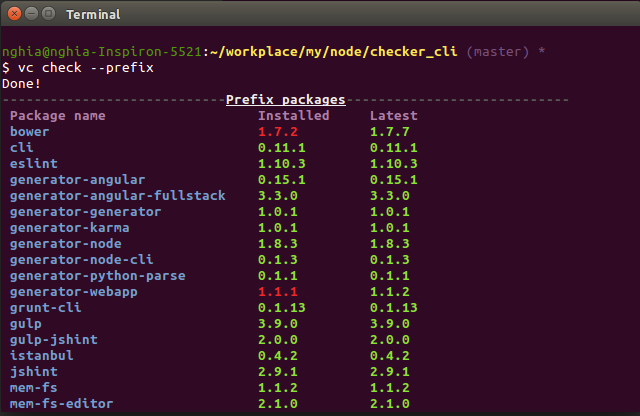 Terminal
nghia@nghia-Inspiron-5521:~/workplace/my/node/checker_cli (master) *
$ vc check --prefix
Done!
----------------------------Prefix packages----------------------------
Package name Installed Latest
bower 1.7.2 1.7.7
cli 0.11.1 0.11.1
eslint 1.10.3 1.10.3
generator-angular 0.15.1 0.15.1
generator-angular-fullstack 3.3.0 3.3.0
generator-generator 1.0.1 1.0.1
generator-karma 1.0.1 1.0.1
generator-node 1.8.3 1.8.3
generator-node-cli 0.1.3 0.1.3
generator-python-parse 0.1.1 0.1.1
generator-webapp 1.1.1 1.1.2
grunt-cli 0.1.13 0.1.13
gulp 3.9.0 3.9.0
gulp-jshint 2.0.0 2.0.0
istanbul 0.4.2 0.4.2
jshint 2.9.1 2.9.1
mem-fs 1.1.2 1.1.2
mem-fs-editor 2.1.0 2.1.0